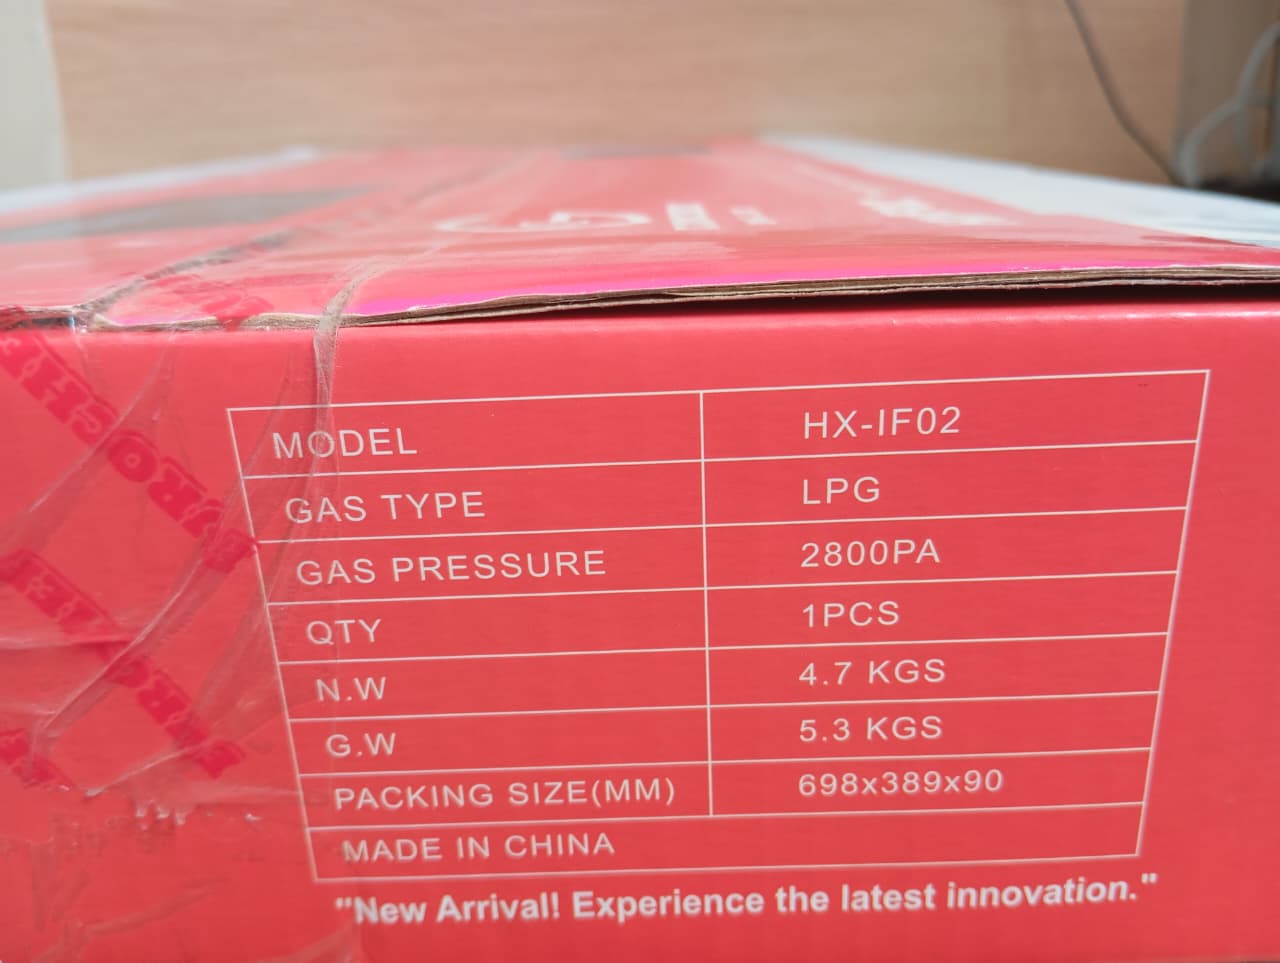 MODEL HX-IF02
GAS TYPE LPG
GAS PRESSURE 2800PA
QTY 1PCS
N.W 4.7 KGS
G.W 5.3 KGS
PACKING SIZE(MM) 698x389x90
MADE IN CHINA
"New Arrival! Experience the latest innovation."